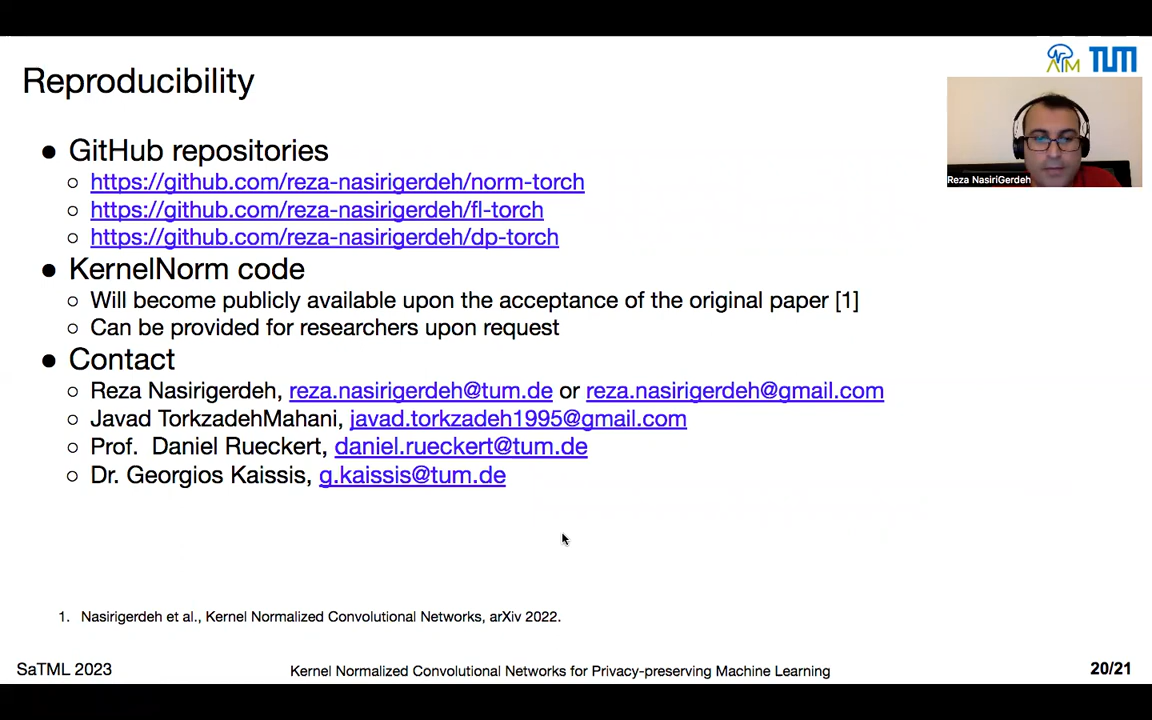 AIM TUM
Reproducibility
Reza NasiriGerdeh
● GitHub repositories
○ https://github.com/reza-nasirigerdeh/norm-torch
○ https://github.com/reza-nasirigerdeh/fl-torch
○ https://github.com/reza-nasirigerdeh/dp-torch
● KernelNorm code
○ Will become publicly available upon the acceptance of the original paper [1]
○ Can be provided for researchers upon request
● Contact
○ Reza Nasirigerdeh, reza.nasirigerdeh@tum.de or reza.nasirigerdeh@gmail.com
○ Javad TorkzadehMahani, javad.torkzadeh1995@gmail.com
○ Prof. Daniel Rueckert, daniel.rueckert@tum.de
○ Dr. Georgios Kaissis, g.kaissis@tum.de
1. Nasirigerdeh et al., Kernel Normalized Convolutional Networks, arXiv 2022.
SaTML 2023
Kernel Normalized Convolutional Networks for Privacy-preserving Machine Learning
20/21